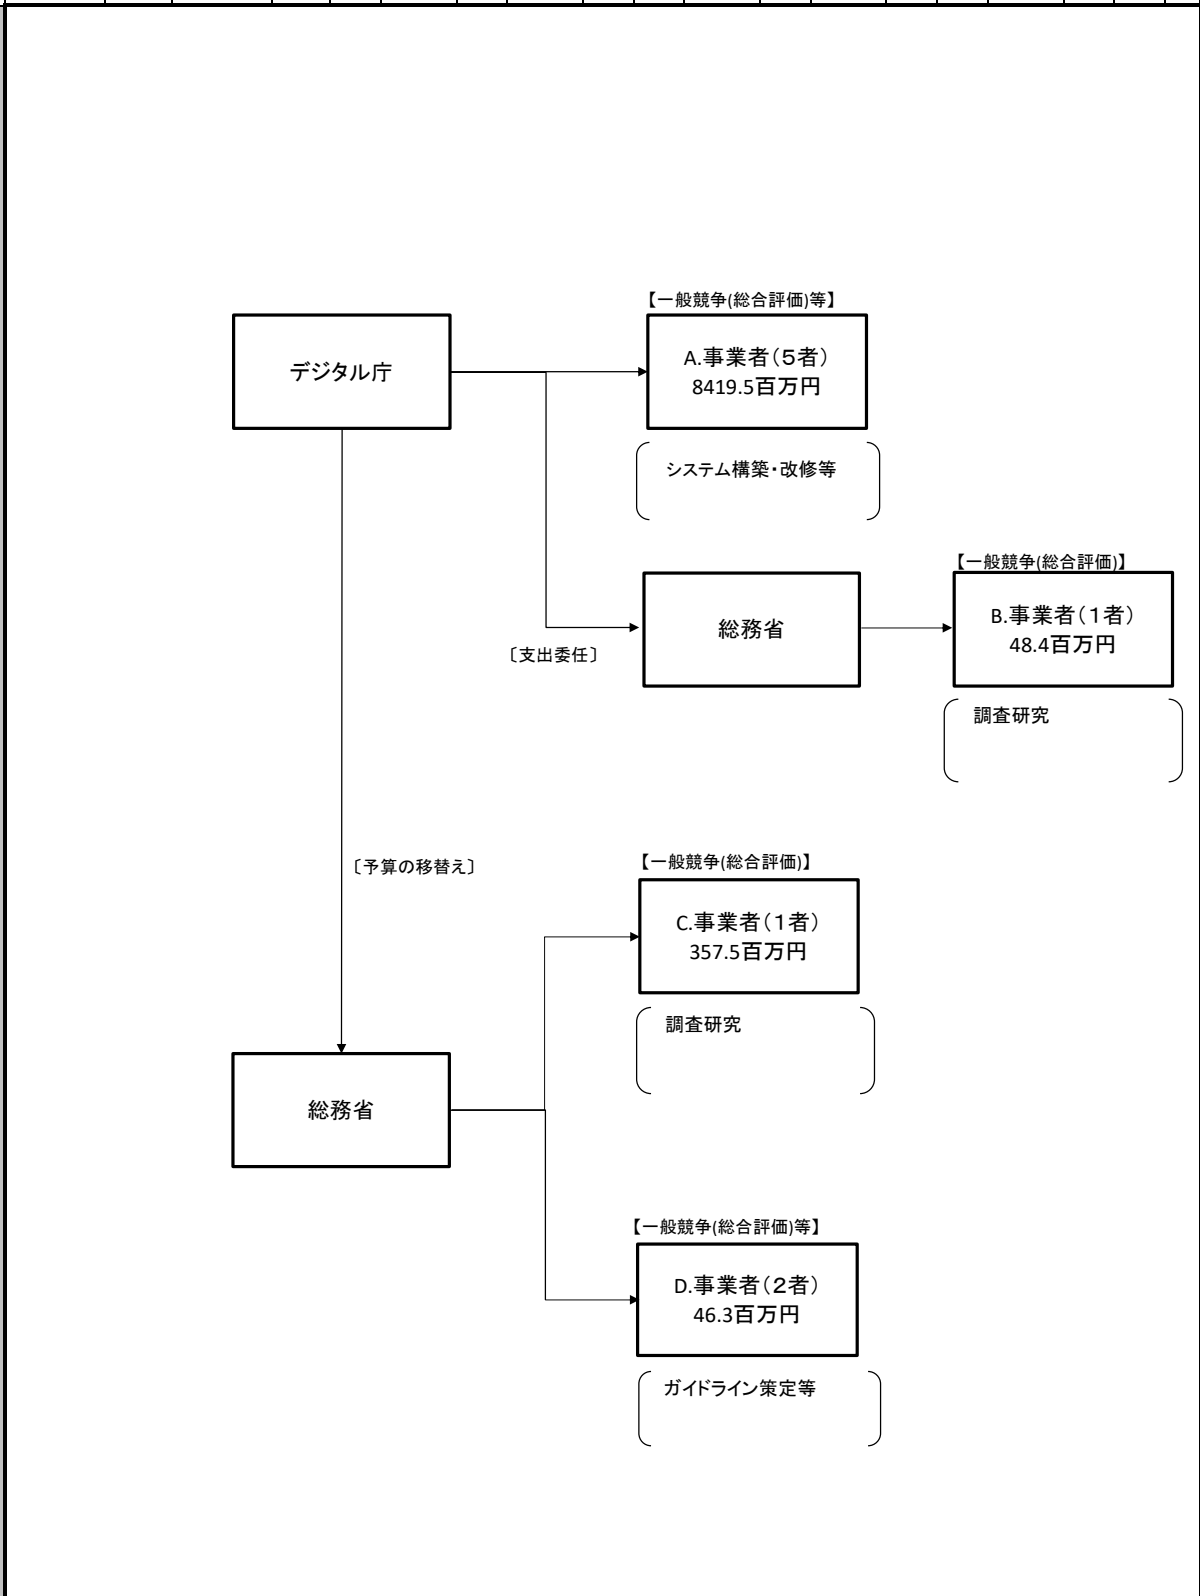 【一般競争(総合評価)等】
デジタル庁
A.事業者(5者)
8419.5百万円
システム構築・改修等
【一般競争(総合評価)】
総務省
B.事業者(1者)
48.4百万円
〔支出委任〕
調査研究
〔予算の移替え〕
【一般競争(総合評価)】
C.事業者(1者)
357.5百万円
調査研究
総務省
【一般競争(総合評価)等】
D.事業者(2者)
46.3百万円
ガイドライン策定等